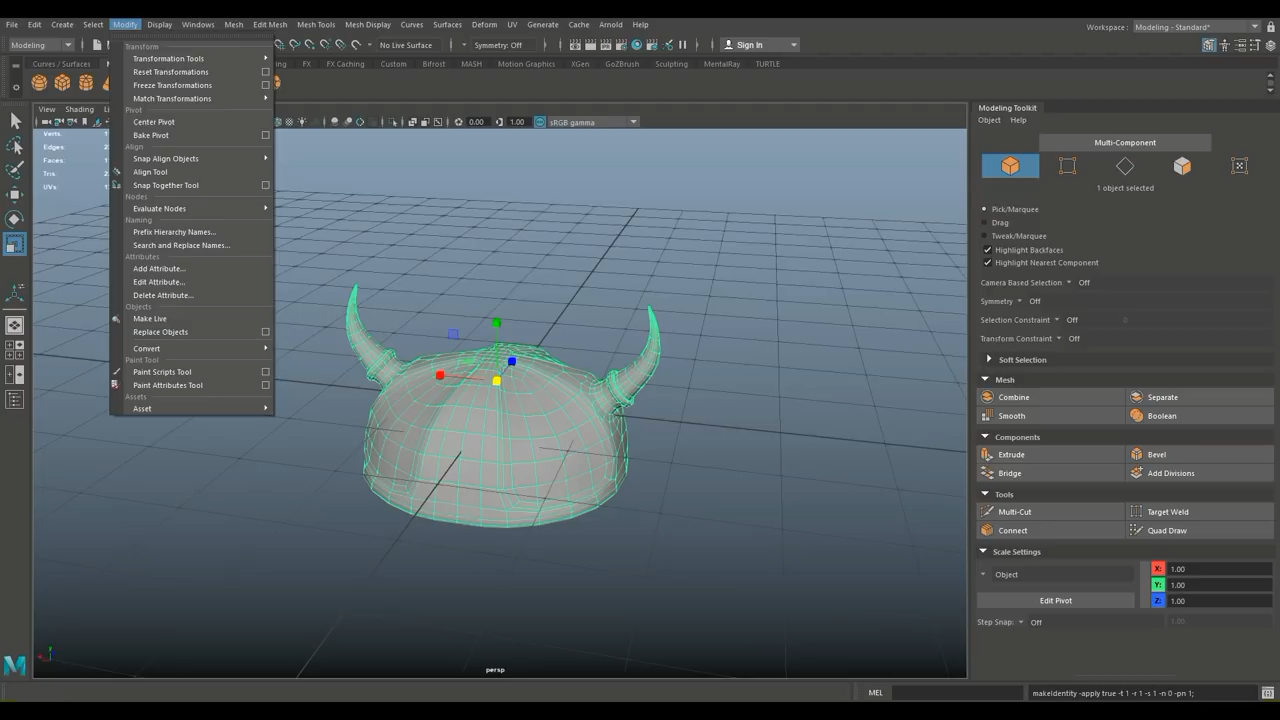 File Edit Create Select Modify Display Windows Mesh Edit Mesh Mesh Tools Mesh Display Curves Surfaces Deform UV Generate Cache Arnold Help
Workspace : Modeling - Standard*
Modeling No Live Surface Symmetry: Off Sign In
Curves / Surfaces FX FX Caching Custom Bifrost MASH Motion Graphics XGen GoZBrush Sculpting MentalRay TURTLE
Transform
Transformation Tools
Reset Transformations
Freeze Transformations
Match Transformations
Pivot
Center Pivot
Bake Pivot
Align
Snap Align Objects
Align Tool
Snap Together Tool
Nodes
Evaluate Nodes
Naming
Prefix Hierarchy Names...
Search and Replace Names...
Attributes
Add Attribute...
Edit Attribute...
Delete Attribute...
Objects
Make Live
Replace Objects
Convert
Paint Tool
Paint Scripts Tool
Paint Attributes Tool
Assets
Asset
View Shading
0.00 1.00 sRGB gamma
Verts:
Edges:
Faces:
Tris:
UVs:
persp
Modeling Toolkit
Object Help
Multi-Component
1 object selected
Pick/Marquee
Drag
Tweak/Marquee
Highlight Backfaces
Highlight Nearest Component
Camera Based Selection Off
Symmetry Off
Selection Constraint Off 0
Transform Constraint Off
Soft Selection
Mesh
Combine Separate
Smooth Boolean
Components
Extrude Bevel
Bridge Add Divisions
Tools
Multi-Cut Target Weld
Connect Quad Draw
Scale Settings
Object X: 1.00
Y: 1.00
Edit Pivot Z: 1.00
Step Snap: Off 1.00
MEL makeIdentity -apply true -t 1 -r 1 -s 1 -n 0 -pn 1;